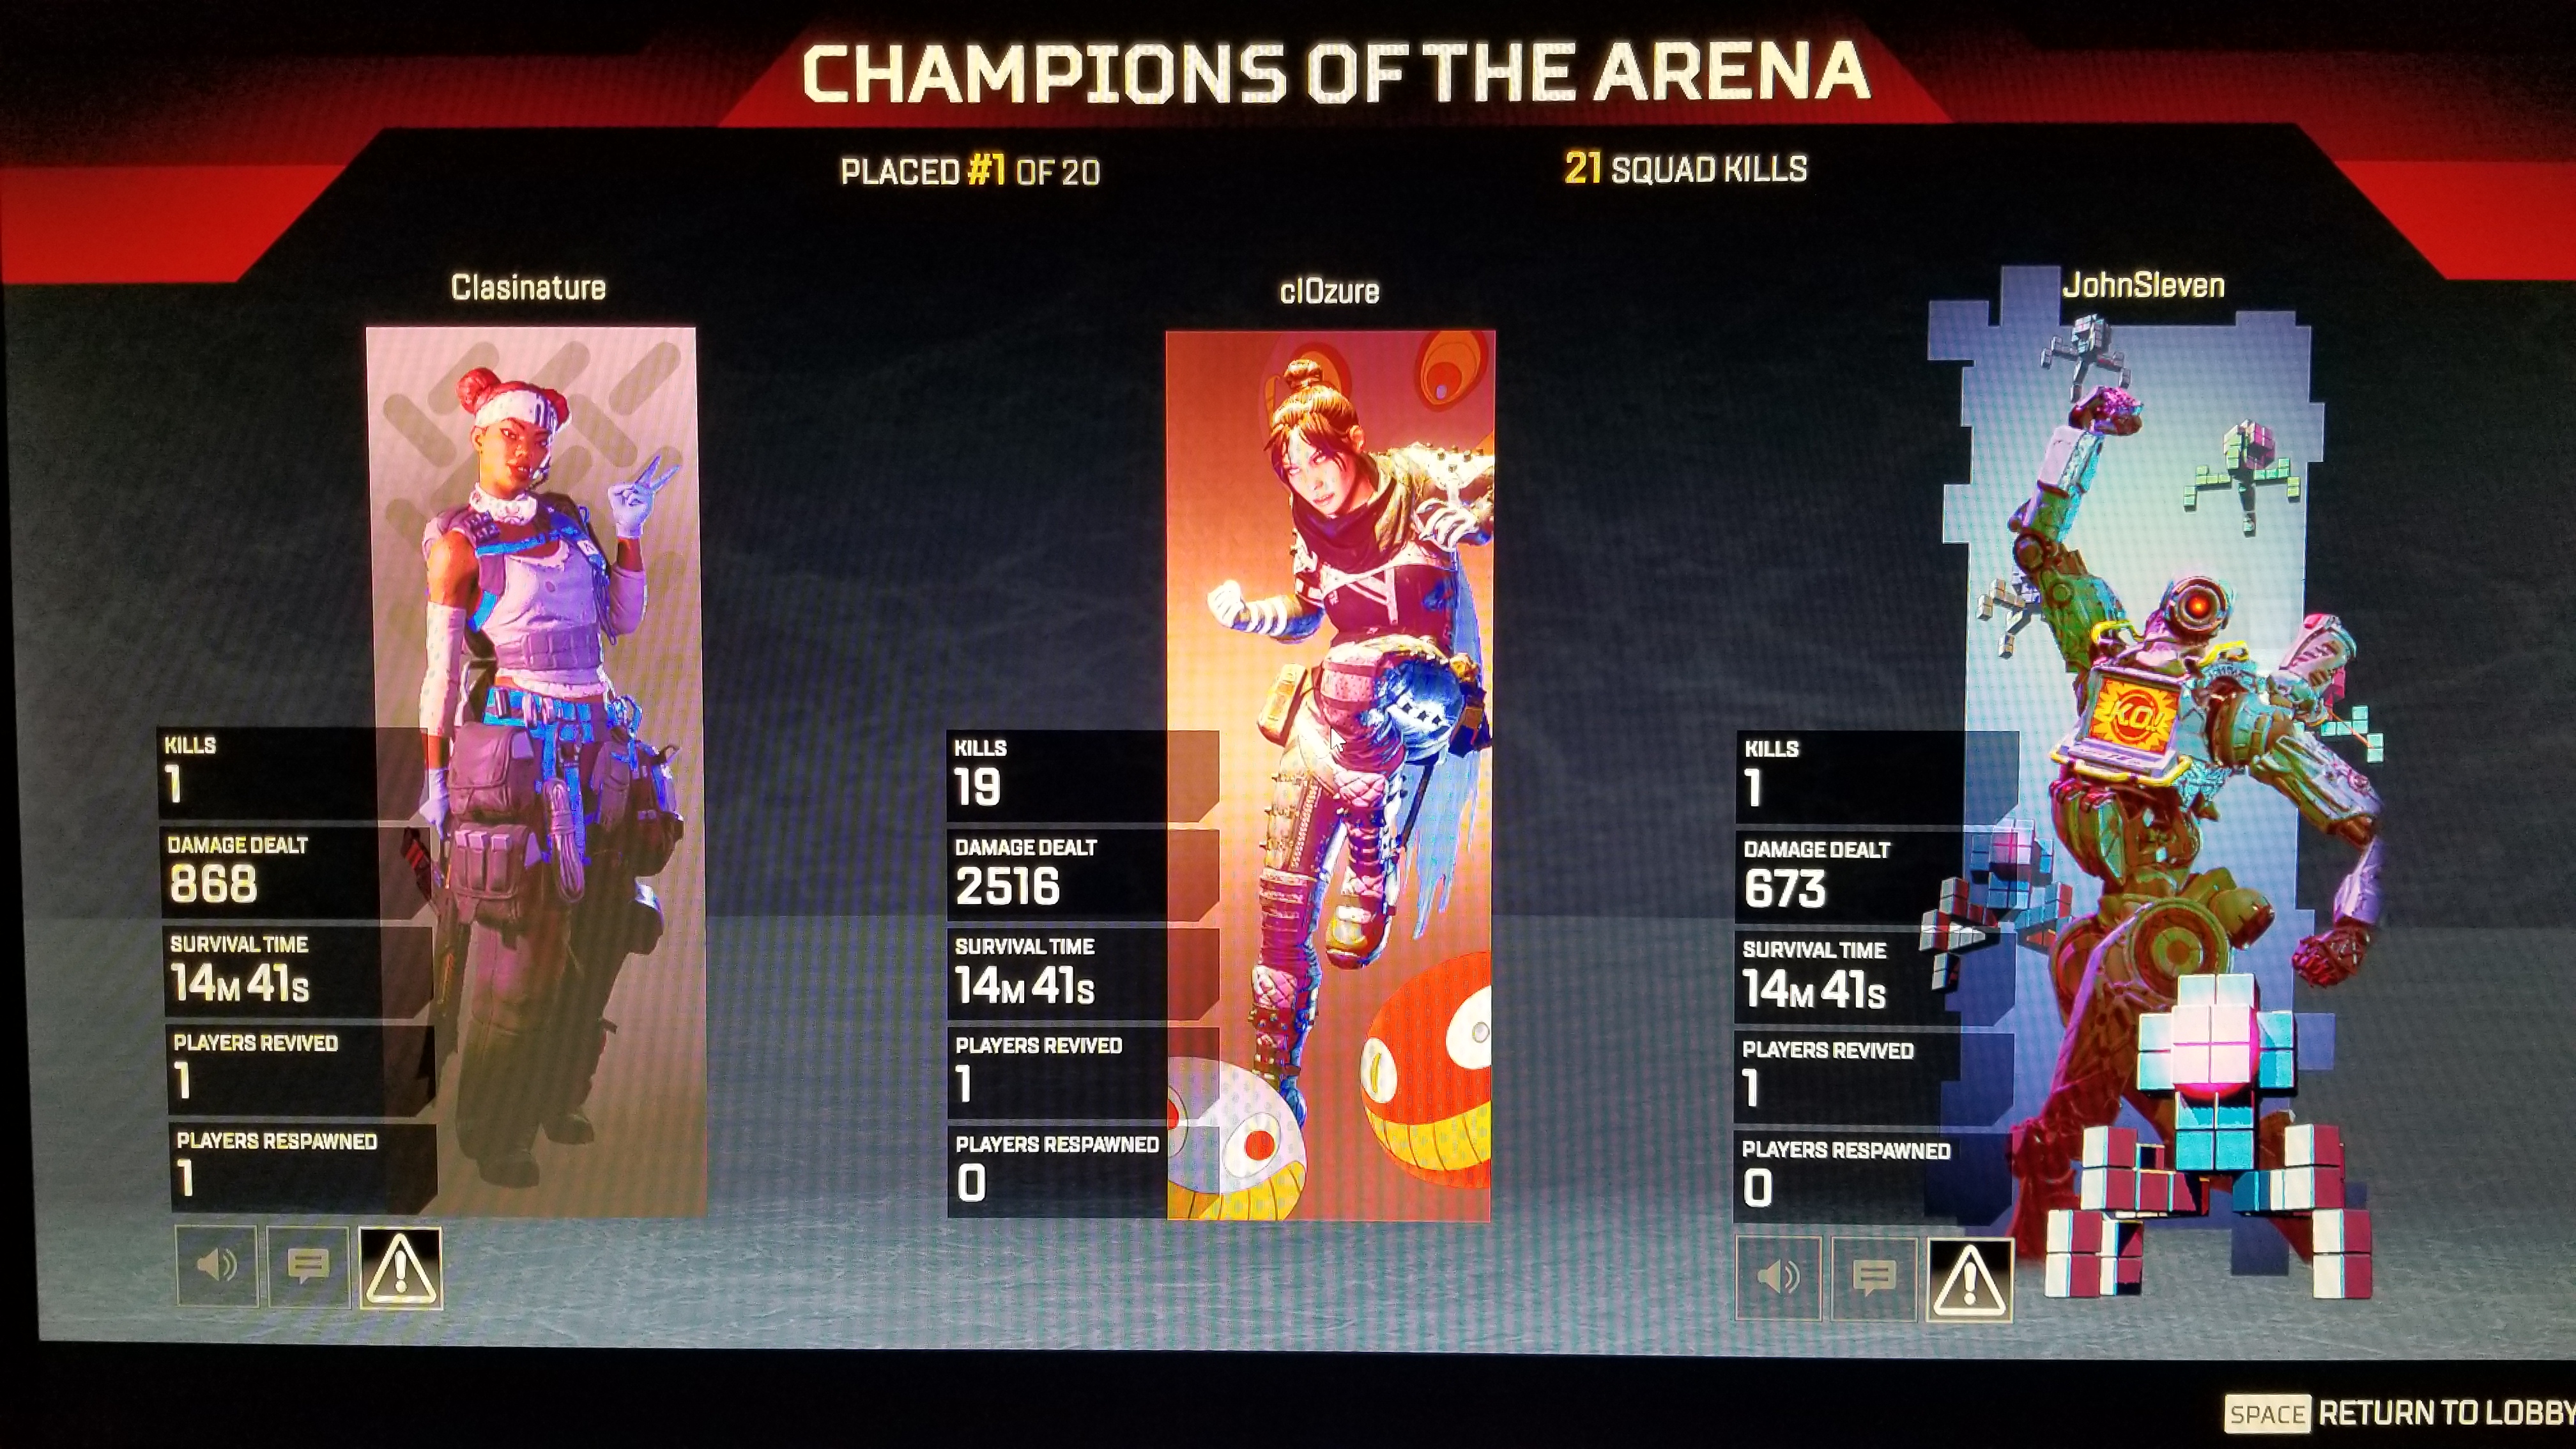 CHAMPIONS OF THE ARENA
PLACED #1 OF 20
21 SQUAD KILLS
Clasinature
KILLS
1
DAMAGE DEALT
868
SURVIVAL TIME
14M 41S
PLAYERS REVIVED
1
PLAYERS RESPAWNED
1
cl0zure
KILLS
19
DAMAGE DEALT
2516
SURVIVAL TIME
14M 41S
PLAYERS REVIVED
1
PLAYERS RESPAWNED
0
JohnSleven
K.O.!
KILLS
1
DAMAGE DEALT
673
SURVIVAL TIME
14M 41S
PLAYERS REVIVED
1
PLAYERS RESPAWNED
0
SPACE RETURN TO LOBBY